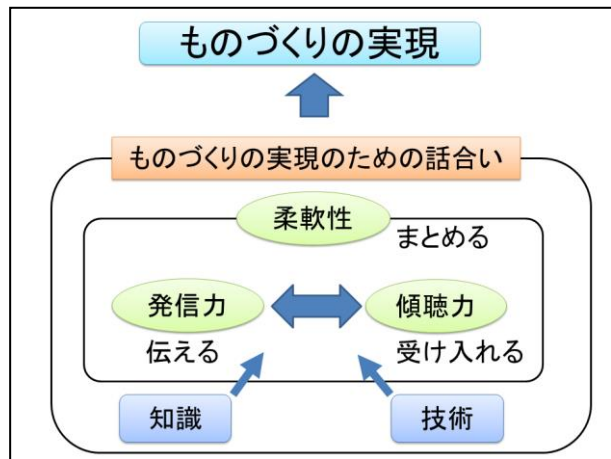 ものづくりの実現
ものづくりの実現のための話合い
柔軟性
まとめる
発信力
傾聴力
伝える
受け入れる
知識
技術